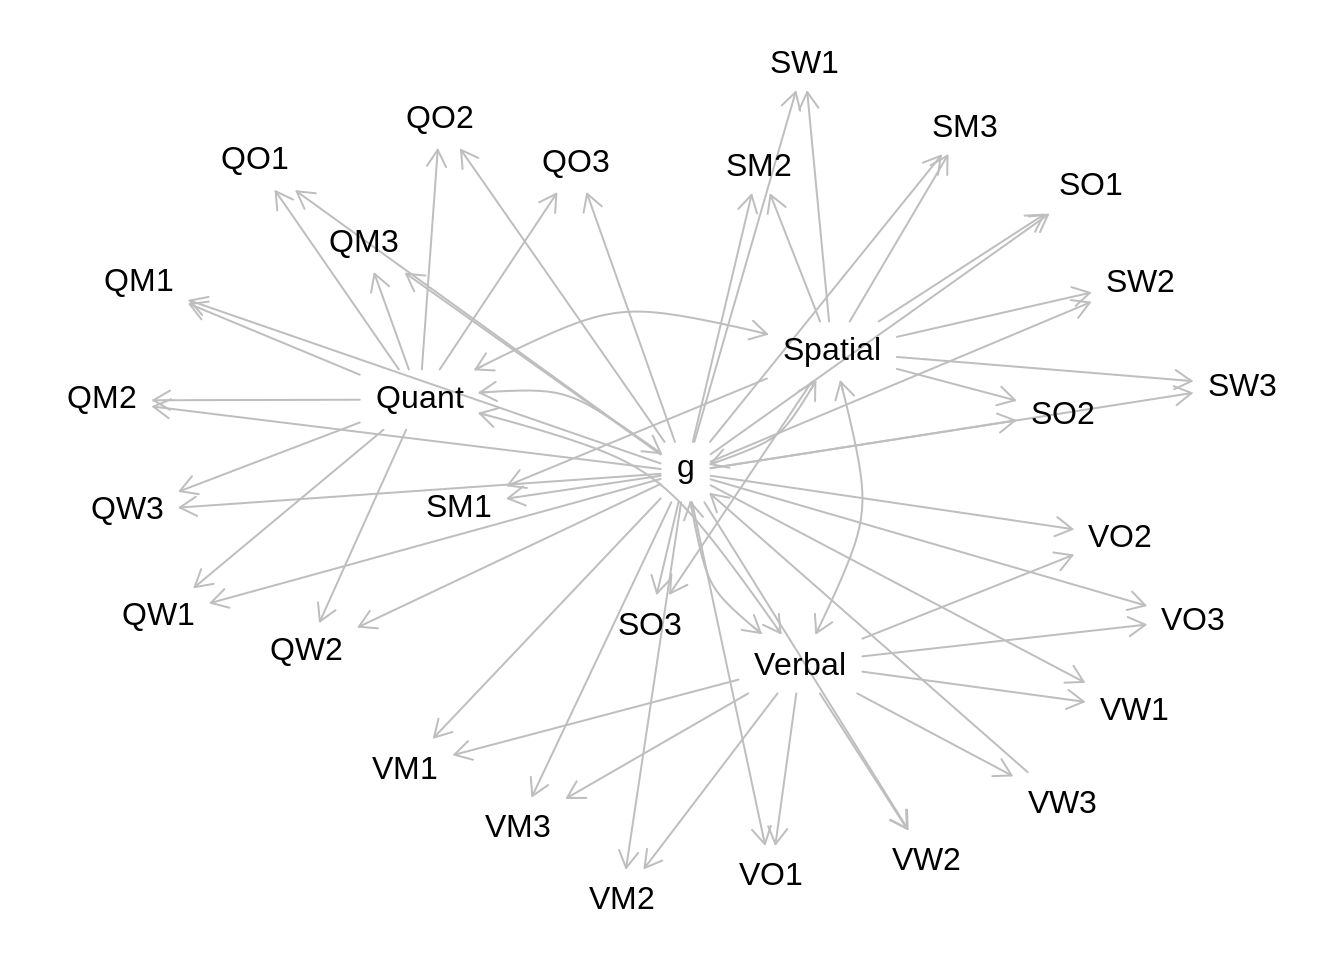 SW1
QO2
SM3
QO1
QO3
SM2
SO1
QM3
QM1
SW2
Spatial
SW3
QM2
Quant
SO2
g
QW3
SM1
VO2
QW1
SO3
VO3
QW2
Verbal
VW1
VM1
VW3
VM3
VW2
VO1
VM2